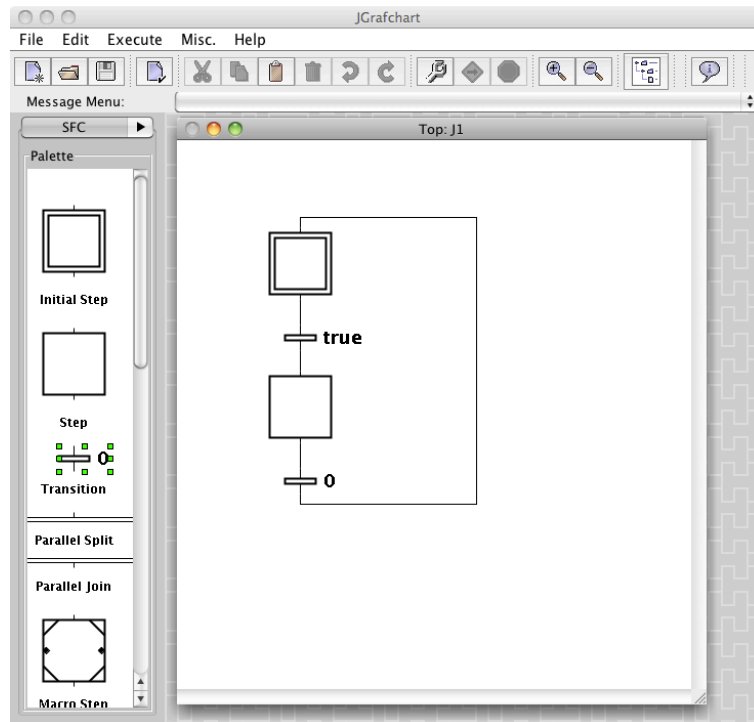 JGrafchart
File Edit Execute Misc. Help
Message Menu:
SFC
Top: J1
Palette
Initial Step
true
Step
0
Transition
0
Parallel Split
Parallel Join
Macro Step